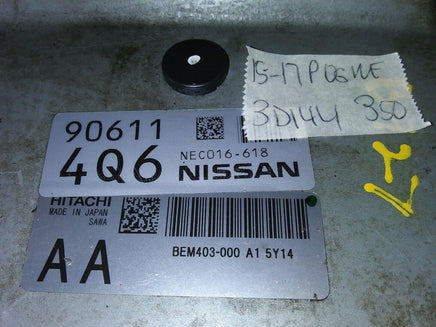 15-17 ROGUE
3D144 350
90611
4Q6
NEC016-618
NISSAN
HITACHI
MADE IN JAPAN
SAWA
AA
BEM403-000 A1 5Y14